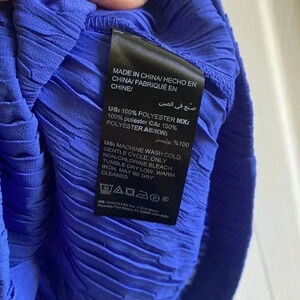 MADE IN CHINA/ HECHO EN
CHINA/ FABRIQUÉ EN
CHINE/
صنع في الصين
US: 100% POLYESTER MX:
100% poliéster CA: 100%
POLYESTER AE/KW:
100% بوليستر
US: MACHINE WASH COLD,
GENTLE CYCLE. ONLY
NON-CHLORINE BLEACH,
TUMBLE DRY LOW, WARM
IRON, MAY BE DRY
CLEANED